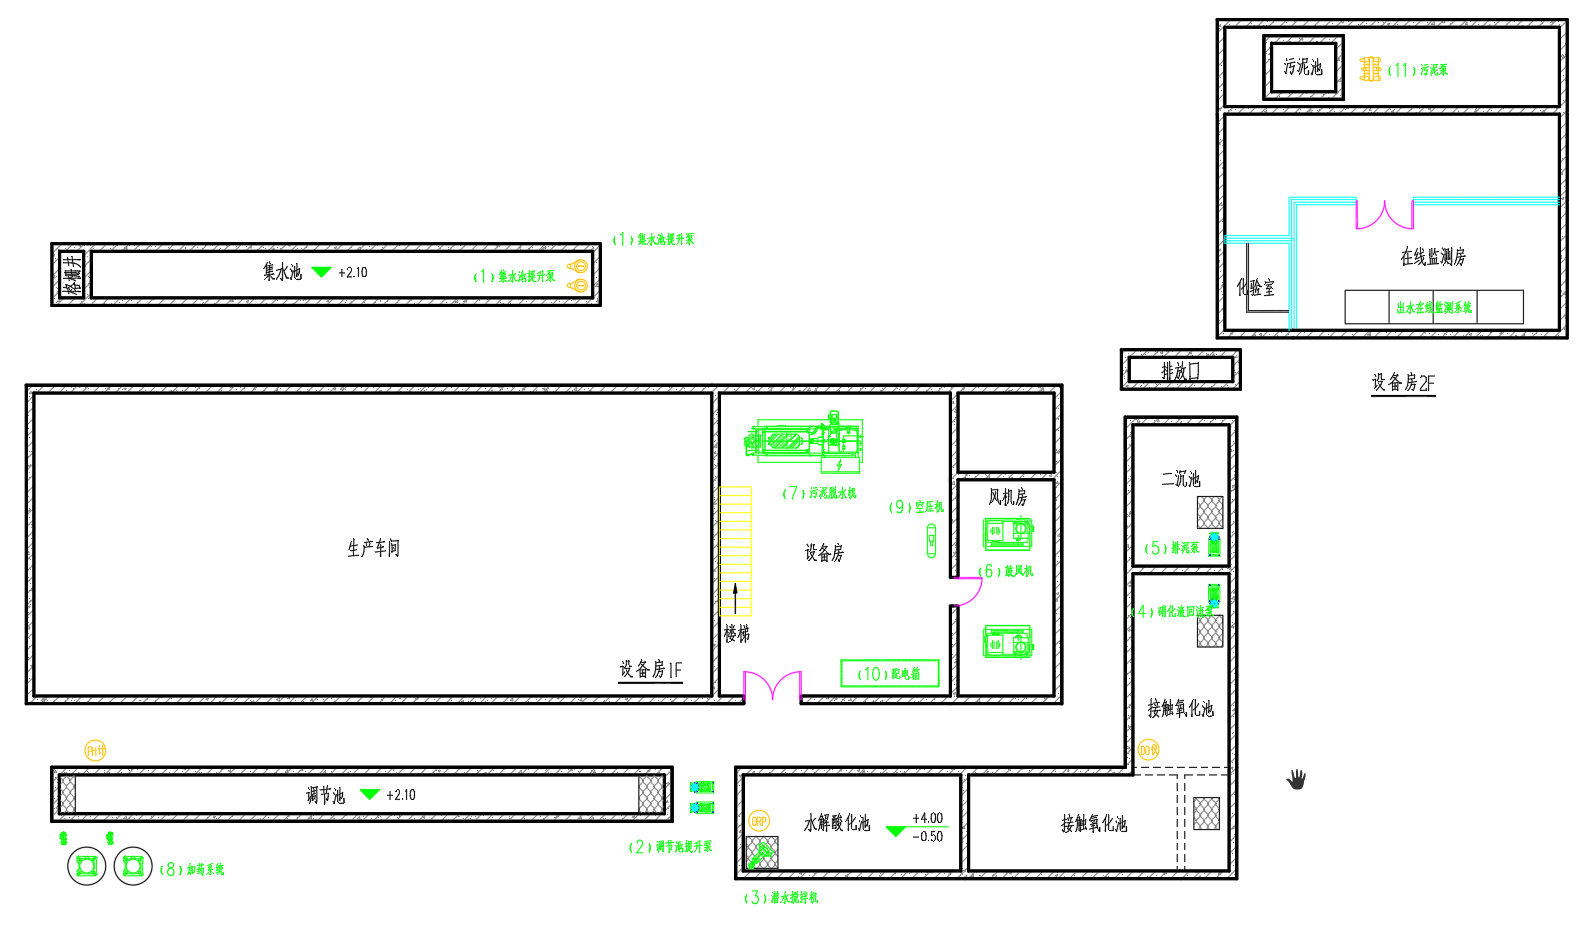 污泥池
(11)污泥泵
(1)集水池提升泵
格栅井
集水池
+2.10
(1)集水池提升泵
在线监测房
化验室
出水在线监测系统
排放口
设备房2F
二沉池
(7)污泥脱水机
(9)空压机
风机房
生产车间
设备房
(5)排泥泵
(6)鼓风机
(4)硝化液回流泵
楼梯
设备房1F
(10)配电箱
接触氧化池
PH计
DO仪
调节池
+2.10
ORP
水解酸化池
+4.00
-0.50
接触氧化池
(2)调节池提升泵
(8)加药系统
(3)潜水搅拌机